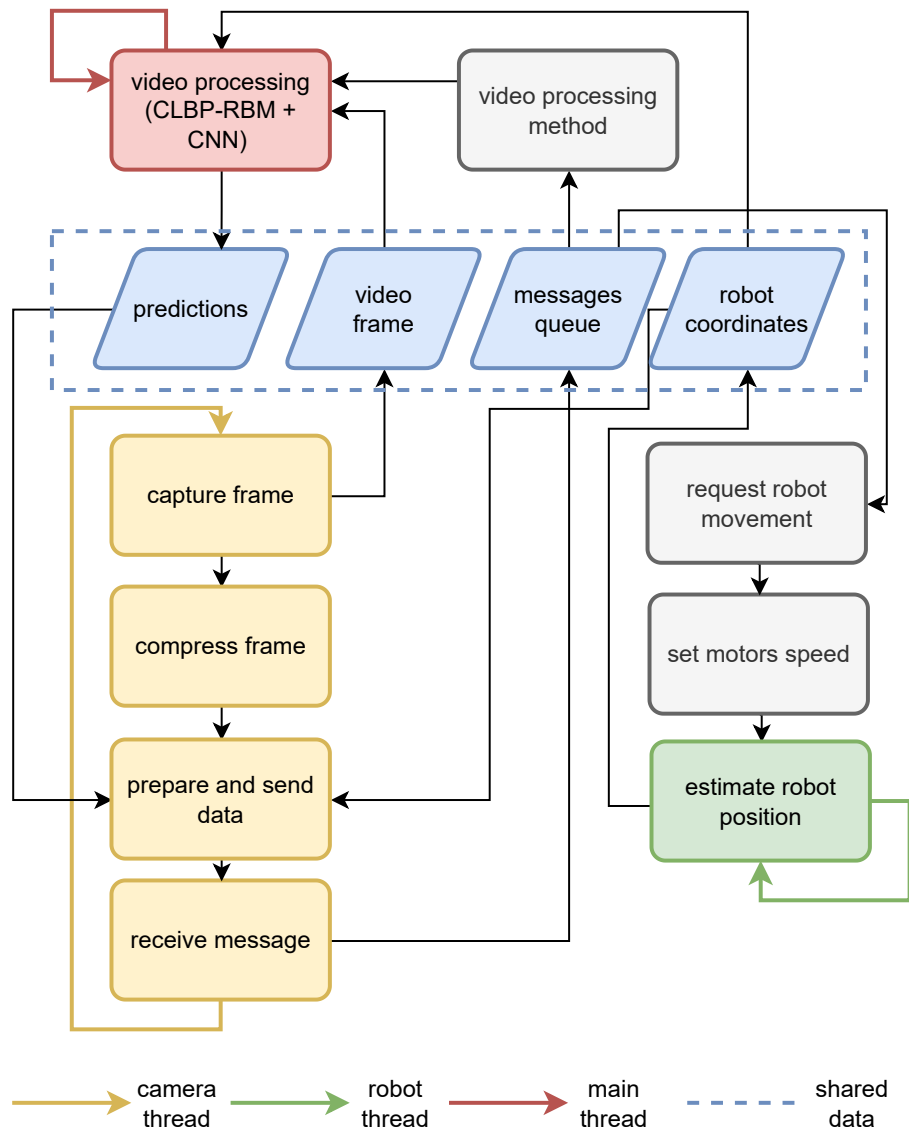 video processing
(CLBP-RBM +
CNN)
video processing
method
predictions
video
frame
messages
queue
robot
coordinates
capture frame
request robot
movement
compress frame
set motors speed
prepare and send
data
estimate robot
position
receive message
camera
thread
robot
thread
main
thread
shared
data